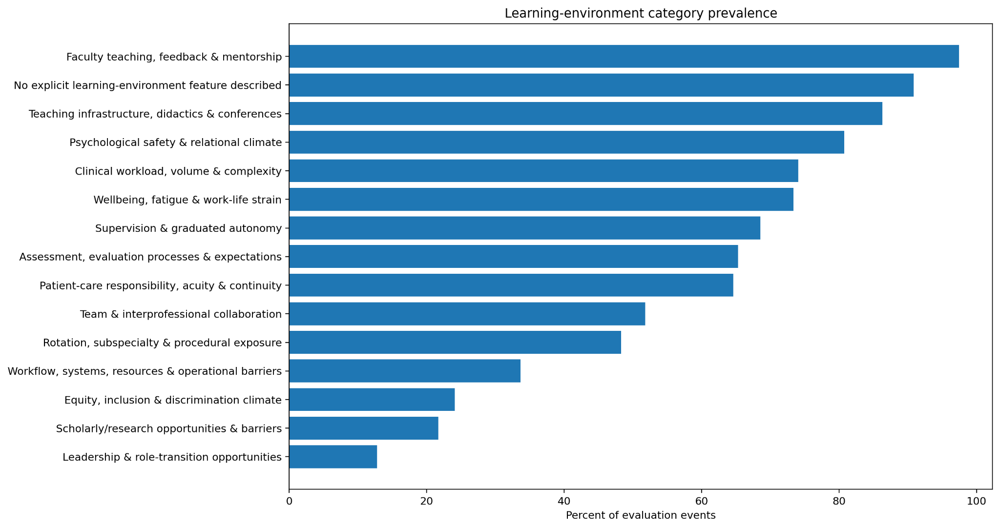 Learning-environment category prevalence
Faculty teaching, feedback & mentorship
No explicit learning-environment feature described
Teaching infrastructure, didactics & conferences
Psychological safety & relational climate
Clinical workload, volume & complexity
Wellbeing, fatigue & work-life strain
Supervision & graduated autonomy
Assessment, evaluation processes & expectations
Patient-care responsibility, acuity & continuity
Team & interprofessional collaboration
Rotation, subspecialty & procedural exposure
Workflow, systems, resources & operational barriers
Equity, inclusion & discrimination climate
Scholarly/research opportunities & barriers
Leadership & role-transition opportunities
0 20 40 60 80 100
Percent of evaluation events